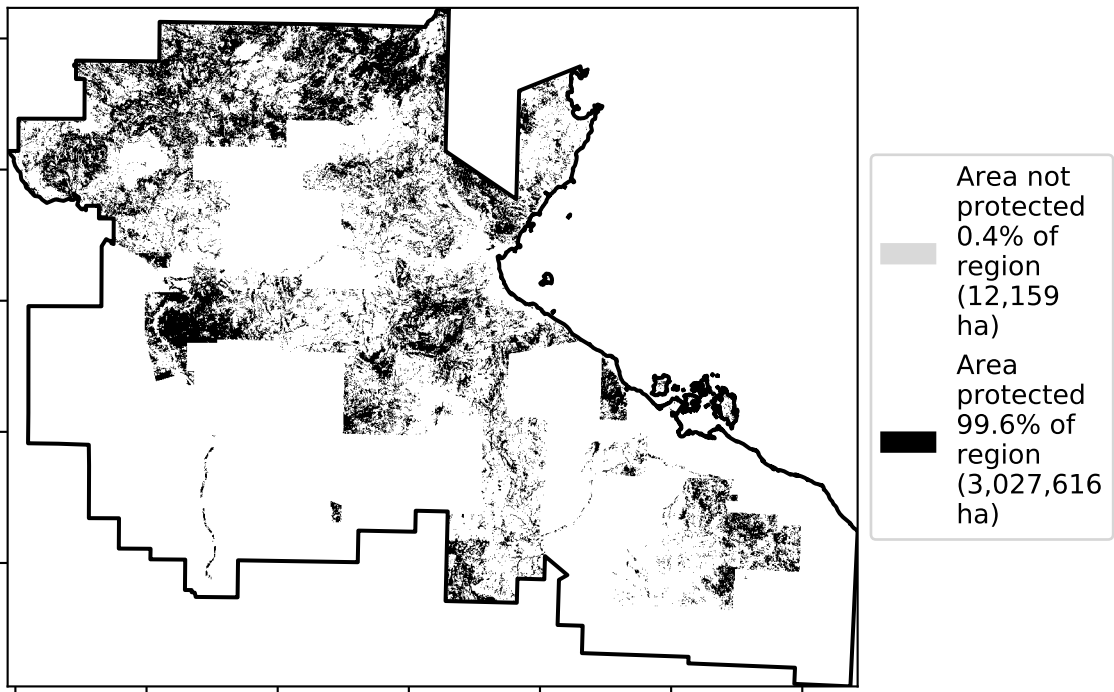 Area not
protected
0.4% of
region
(12,159
ha)
Area
protected
99.6% of
region
(3,027,616
ha)